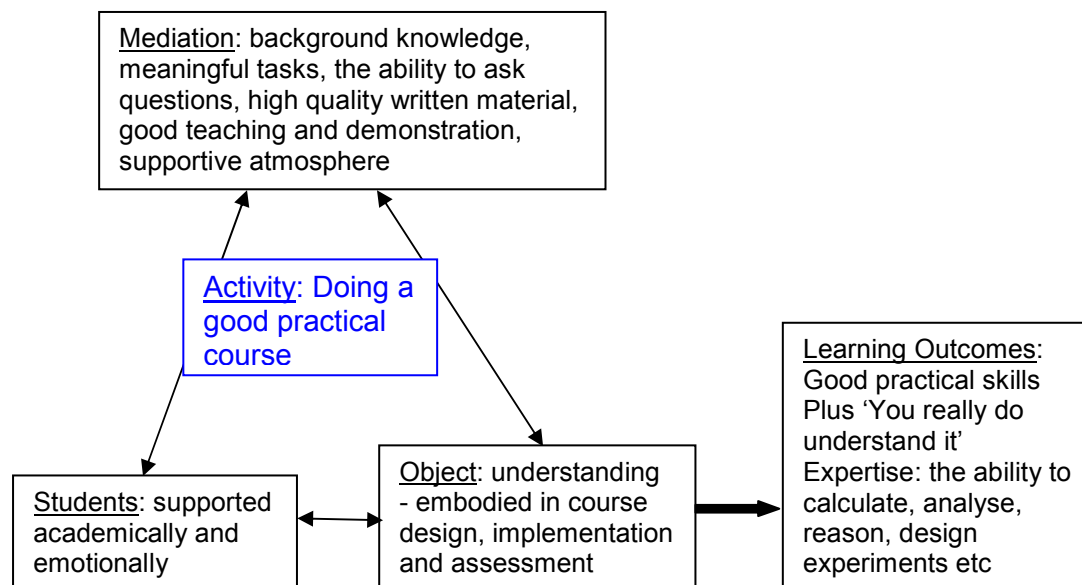 Mediation: background knowledge,
meaningful tasks, the ability to ask
questions, high quality written material,
good teaching and demonstration,
supportive atmosphere
Activity: Doing a
good practical
course
Students: supported
academically and
emotionally
Object: understanding
- embodied in course
design, implementation
and assessment
Learning Outcomes:
Good practical skills
Plus ‘You really do
understand it’
Expertise: the ability to
calculate, analyse,
reason, design
experiments etc